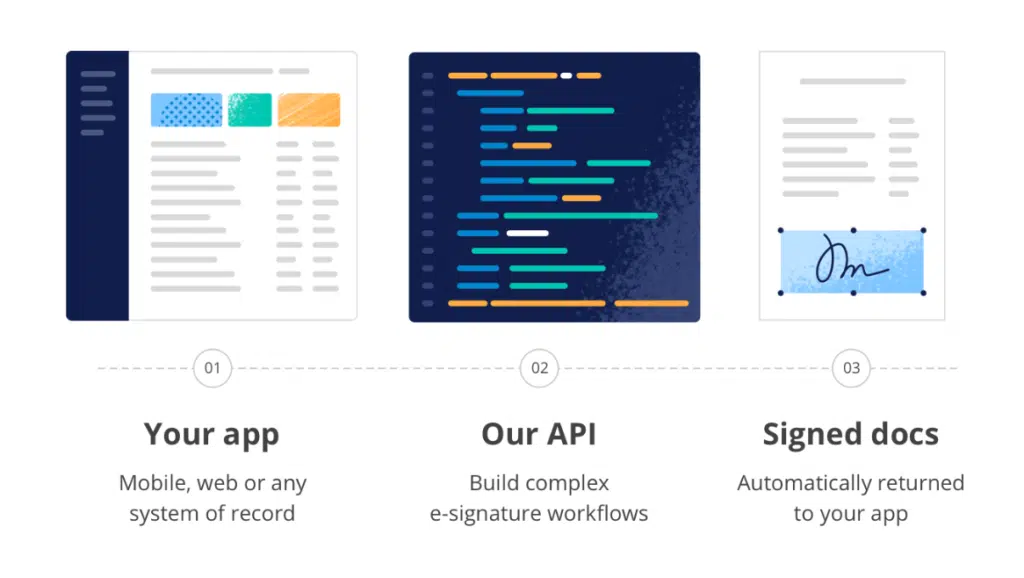 01
02
03
Your app
Our API
Signed docs
Mobile, web or any
system of record
Build complex
e-signature workflows
Automatically returned
to your app